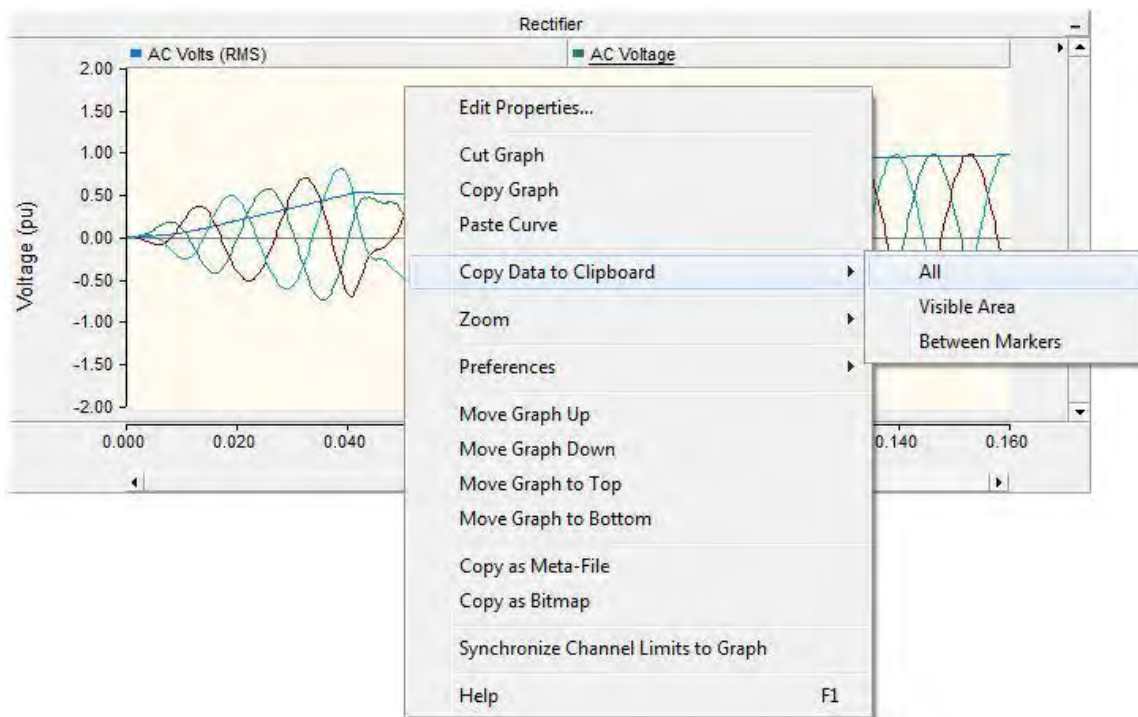 Rectifier
AC Volts (RMS)
AC Voltage
2.00
1.50
1.00
0.50
0.00
-0.50
-1.00
-1.50
-2.00
Voltage (pu)
0.000
0.020
0.040
0.140
0.160
Edit Properties...
Cut Graph
Copy Graph
Paste Curve
Copy Data to Clipboard
Zoom
Preferences
Move Graph Up
Move Graph Down
Move Graph to Top
Move Graph to Bottom
Copy as Meta-File
Copy as Bitmap
Synchronize Channel Limits to Graph
Help F1
All
Visible Area
Between Markers